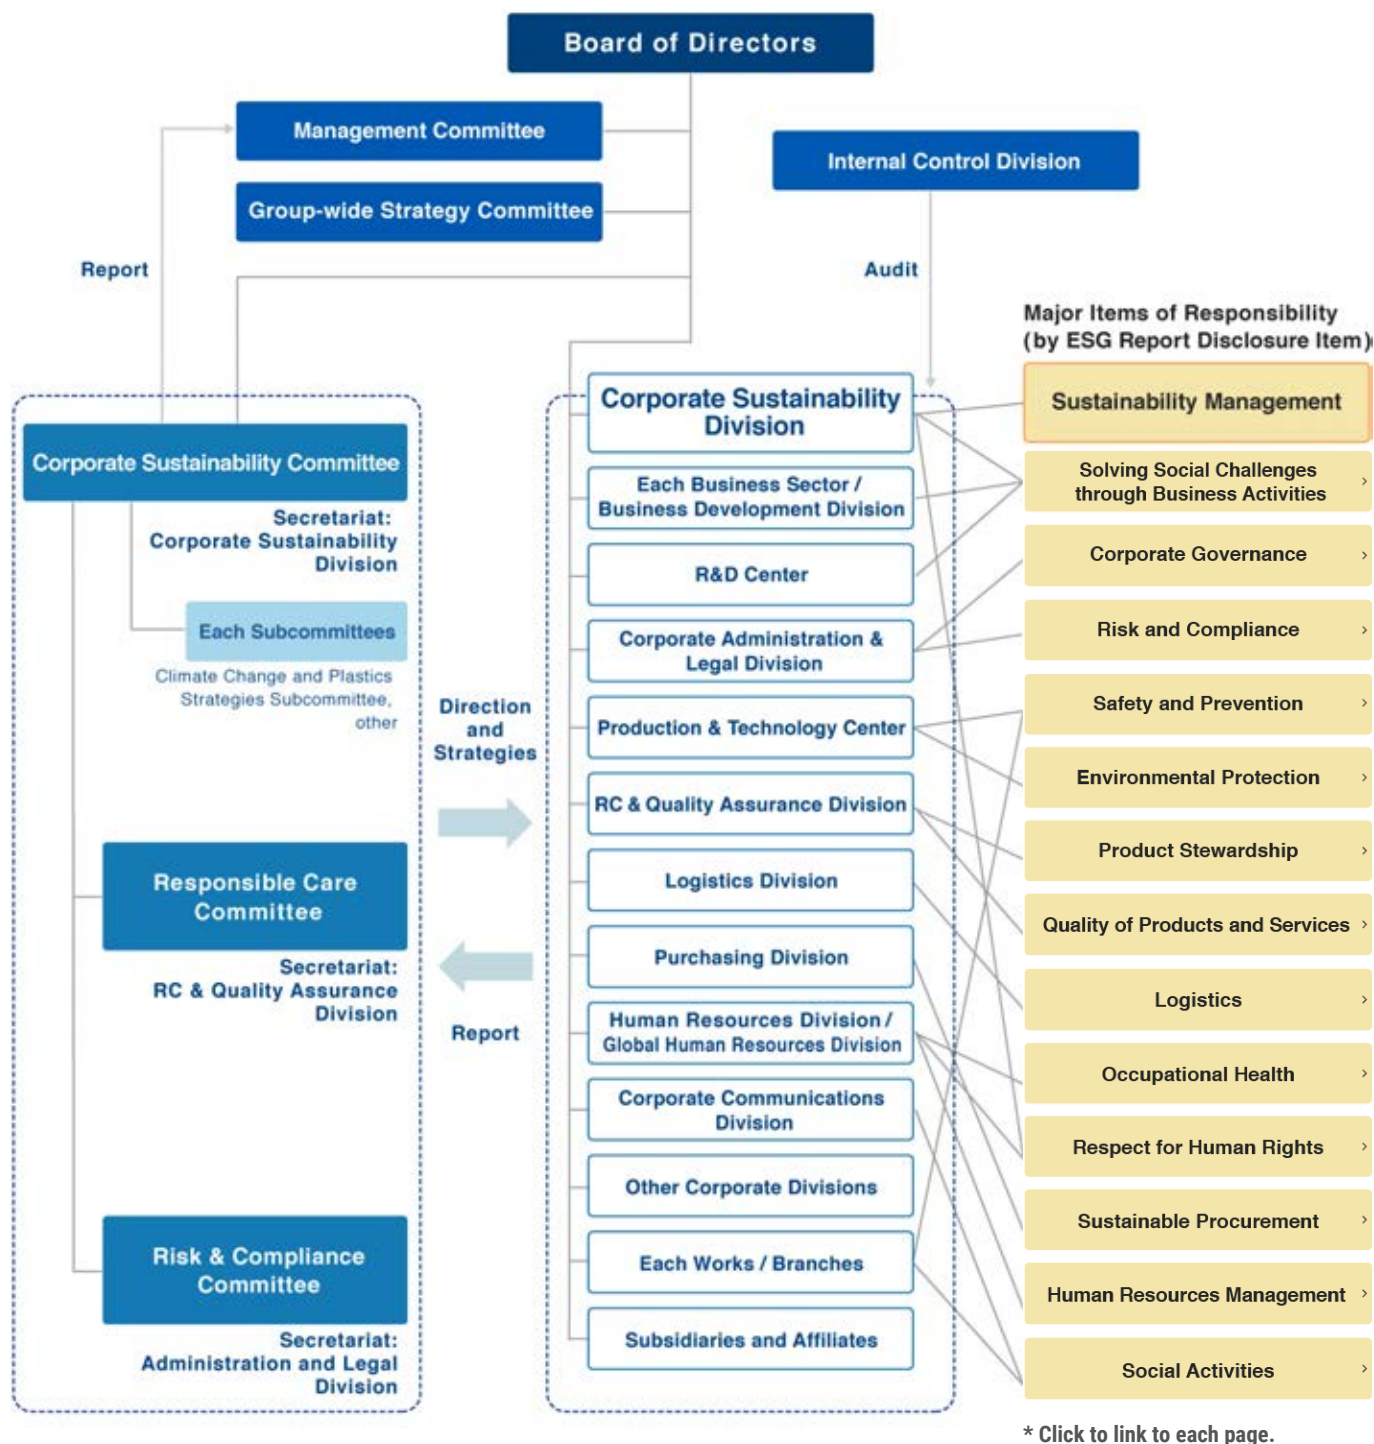 Board of Directors
Management Committee
Group-wide Strategy Committee
Internal Control Division
Report
Audit
Major Items of Responsibility
(by ESG Report Disclosure Item)
Corporate Sustainability Committee
Secretariat:
Corporate Sustainability
Division
Each Subcommittees
Climate Change and Plastics
Strategies Subcommittee,
other
Responsible Care
Committee
Secretariat:
RC & Quality Assurance
Division
Risk & Compliance
Committee
Secretariat:
Administration and Legal
Division
Direction
and
Strategies
Report
Corporate Sustainability
Division
Each Business Sector /
Business Development Division
R&D Center
Corporate Administration &
Legal Division
Production & Technology Center
RC & Quality Assurance Division
Logistics Division
Purchasing Division
Human Resources Division /
Global Human Resources Division
Corporate Communications
Division
Other Corporate Divisions
Each Works / Branches
Subsidiaries and Affiliates
Sustainability Management
Solving Social Challenges
through Business Activities
Corporate Governance
Risk and Compliance
Safety and Prevention
Environmental Protection
Product Stewardship
Quality of Products and Services
Logistics
Occupational Health
Respect for Human Rights
Sustainable Procurement
Human Resources Management
Social Activities
* Click to link to each page.